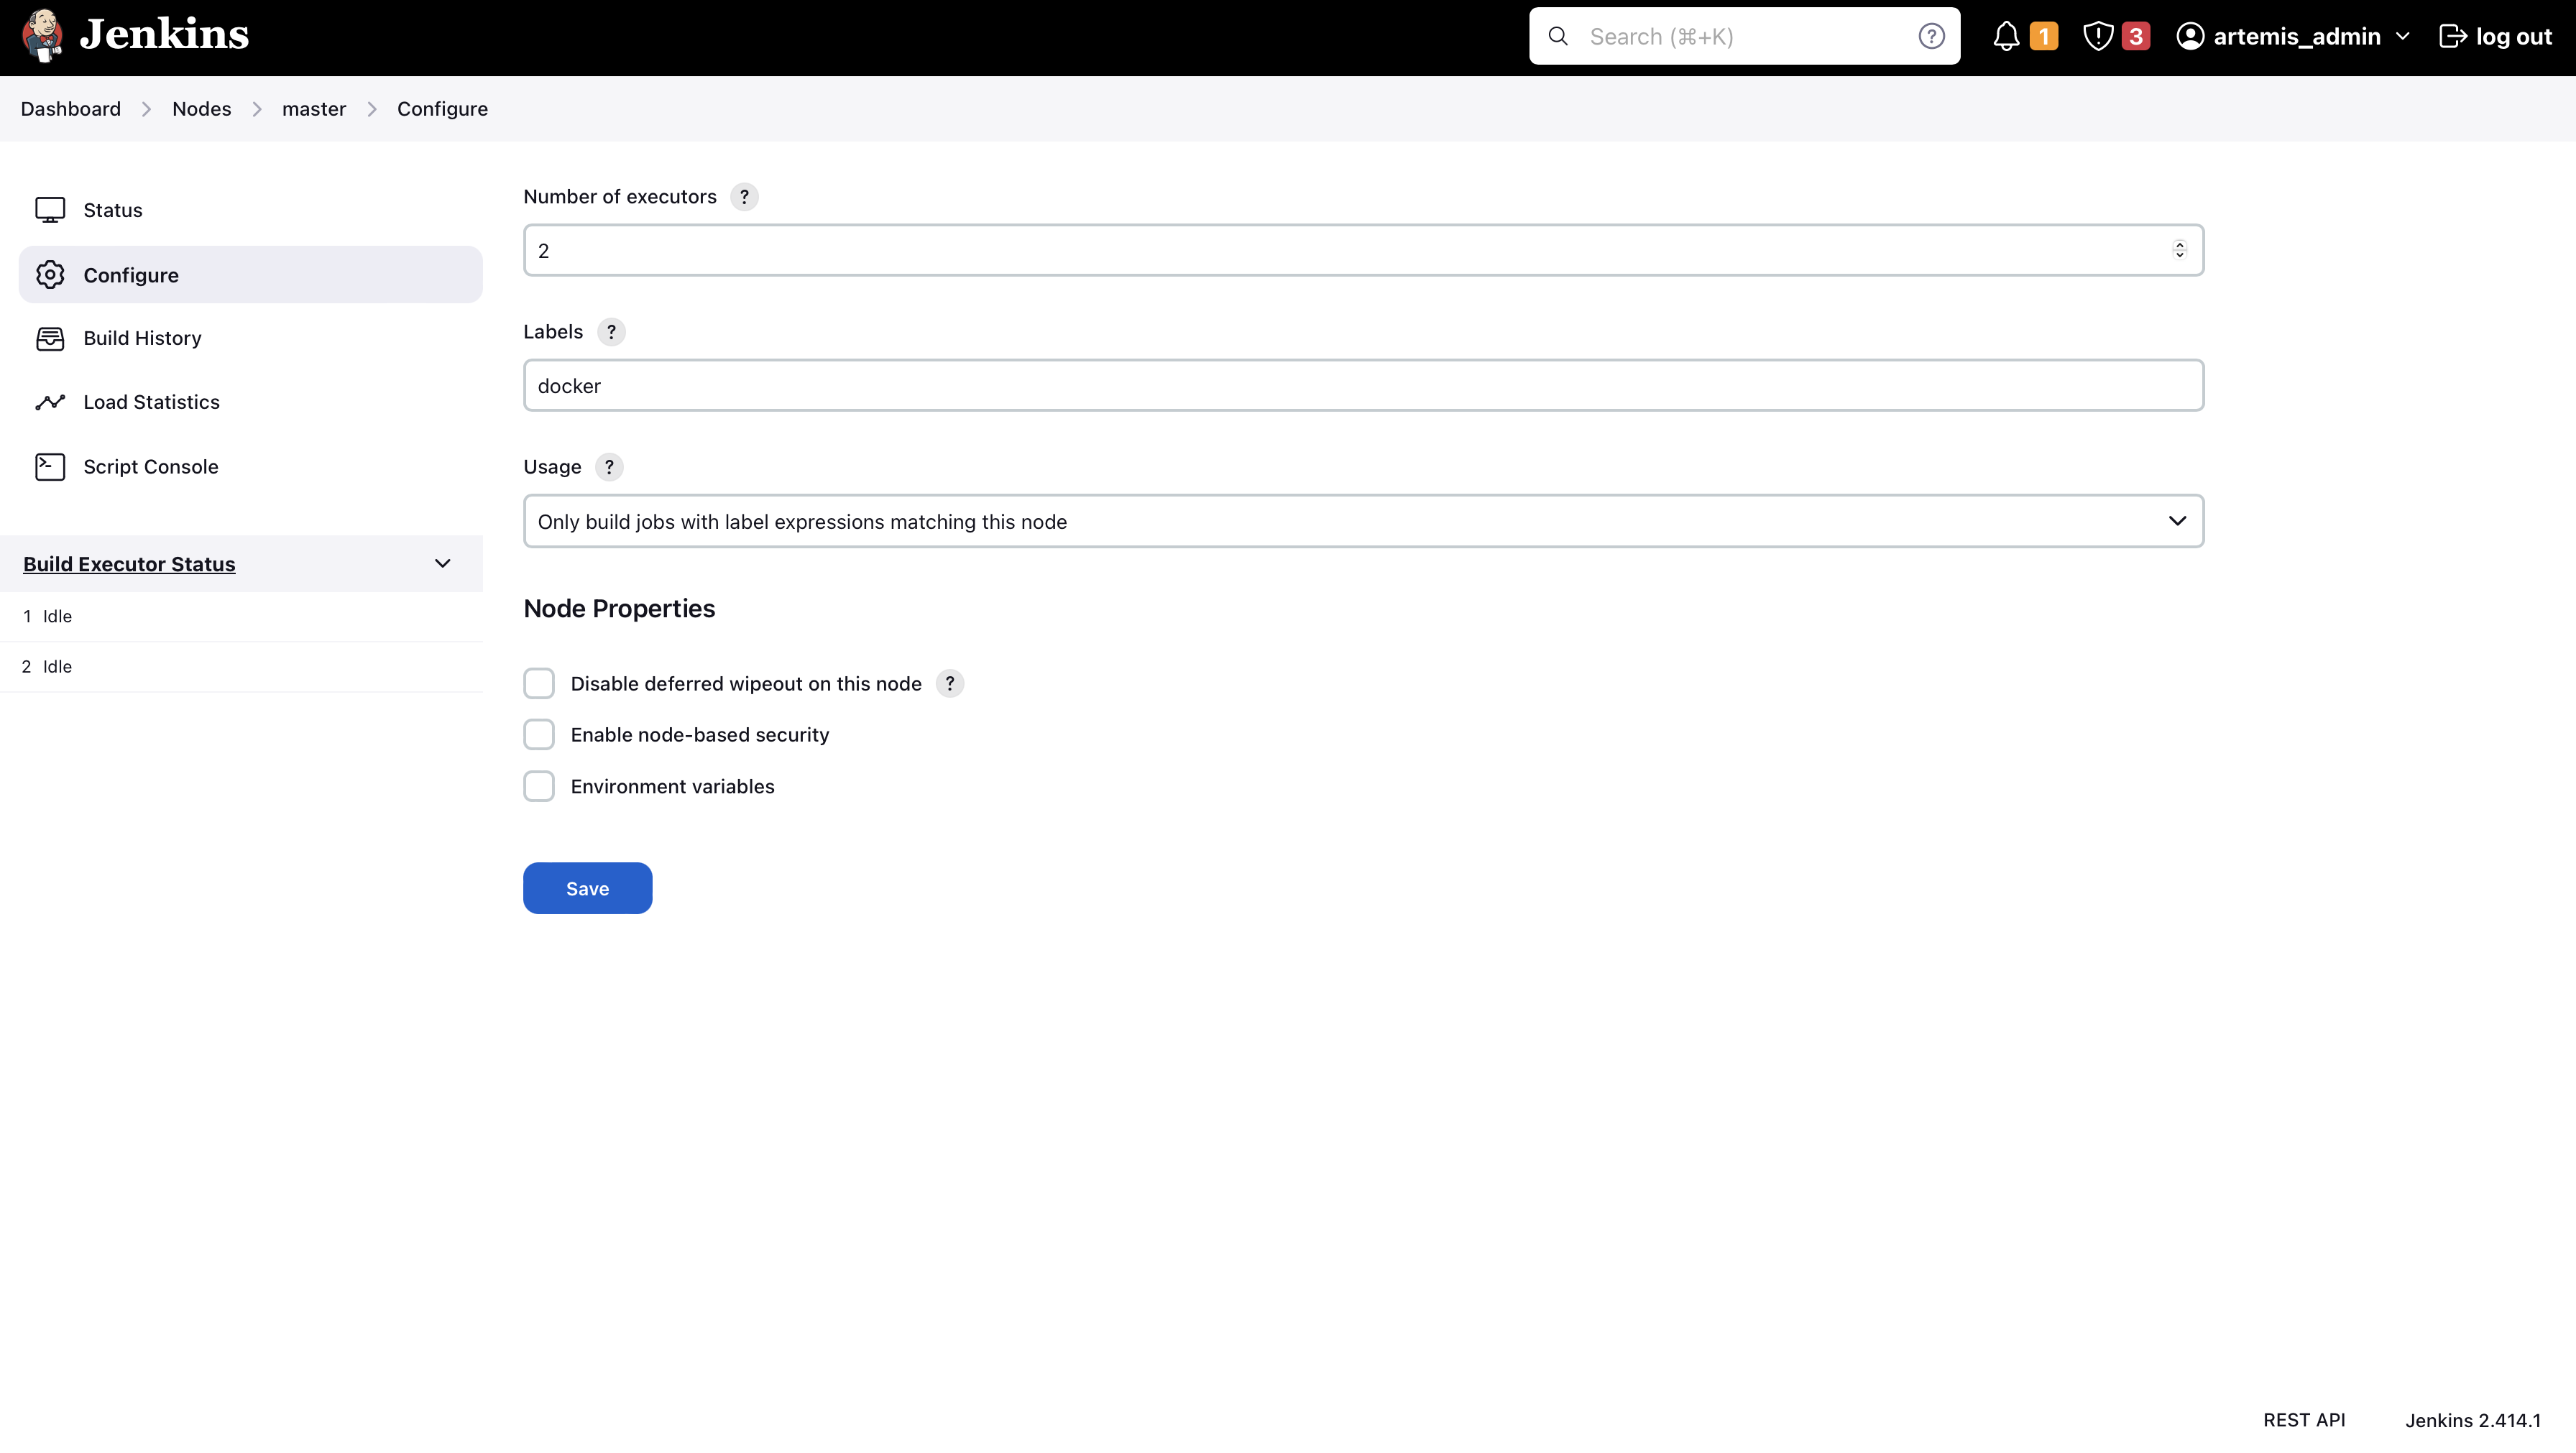 Jenkins
Search (⌘+K)
?
1
3
artemis_admin
log out
Dashboard
Nodes
master
Configure
Status
Configure
Build History
Load Statistics
Script Console
Build Executor Status
1 Idle
2 Idle
Number of executors ?
2
Labels ?
docker
Usage ?
Only build jobs with label expressions matching this node
Node Properties
Disable deferred wipeout on this node ?
Enable node-based security
Environment variables
Save
REST API
Jenkins 2.414.1